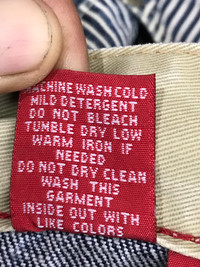 MACHINE WASH COLD
MILD DETERGENT
DO NOT BLEACH
TUMBLE DRY LOW
WARM IRON IF
NEEDED
DO NOT DRY CLEAN
WASH THIS
GARMENT
INSIDE OUT WITH
LIKE COLORS